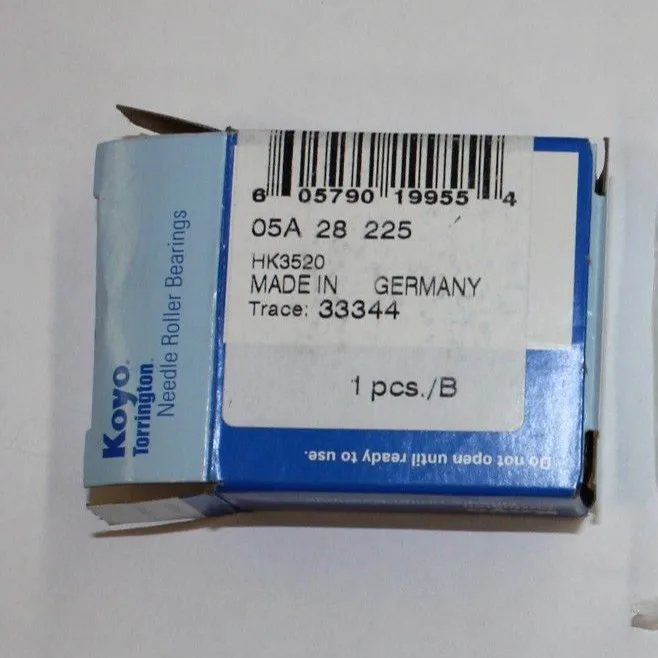 Koyo
Torrington
Needle Roller Bearings
6 05790 19955 4
05A 28 225
HK3520
MADE IN GERMANY
Trace: 33344
1 pcs./B
Do not open until ready to use.